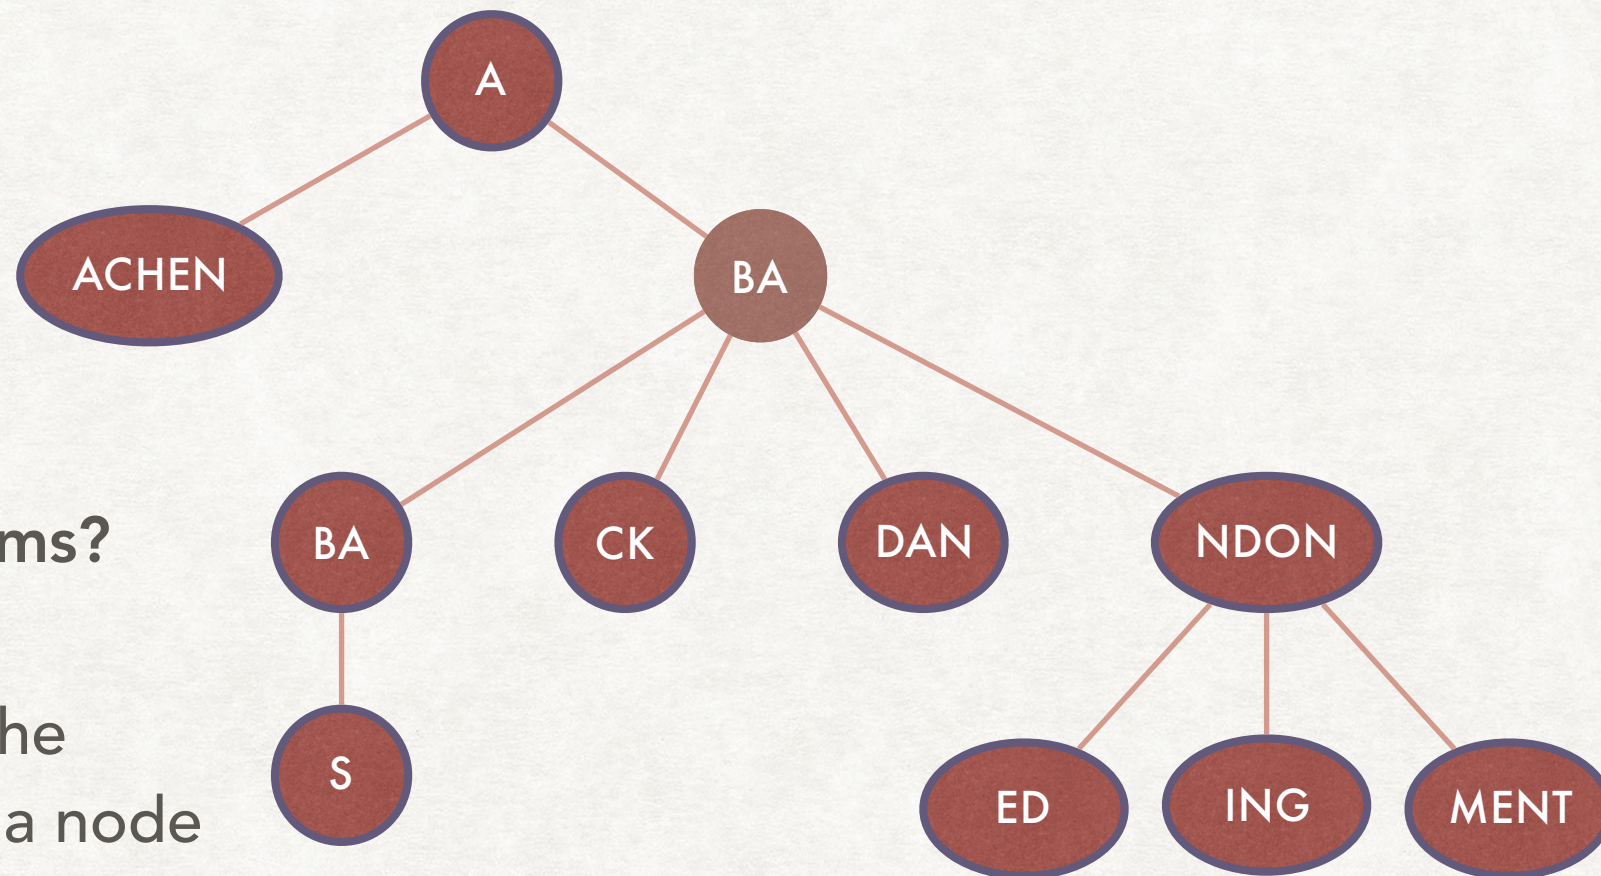 A
ACHEN
BA
BA
CK
DAN
NDON
ms?
he
S
a node
ED
ING
MENT